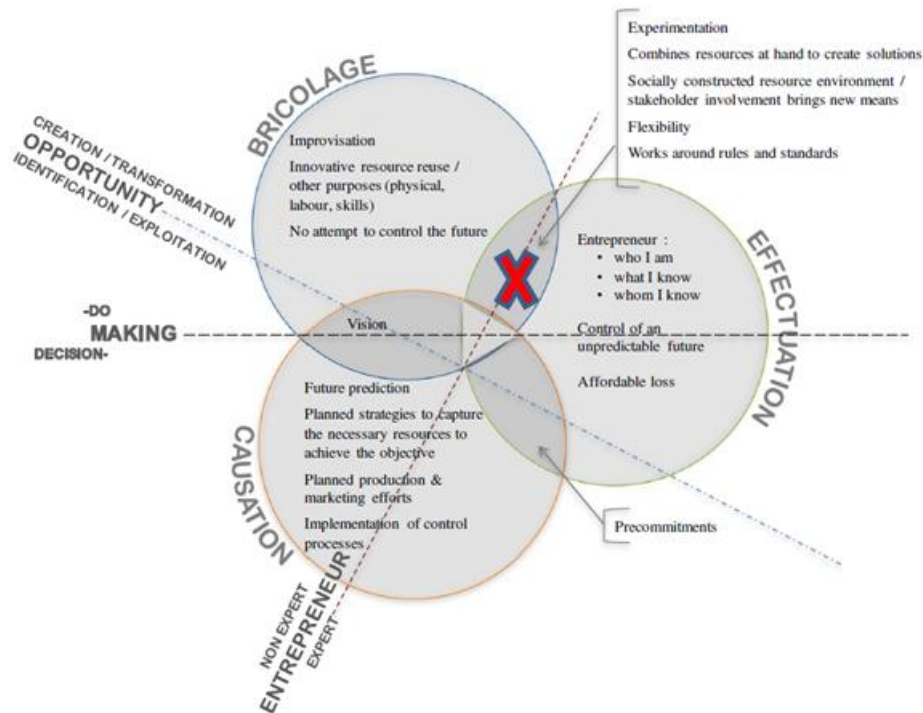 BRICOLAGE
Improvisation
Innovative resource reuse /
other purposes (physical,
labour, skills)
No attempt to control the future
Experimentation
Combines resources at hand to create solutions
Socially constructed resource environment /
stakeholder involvement brings new means
Flexibility
Works around rules and standards
CREATION / TRANSFORMATION
OPPORTUNITY
IDENTIFICATION / EXPLOITATION
EFFECTUATION
Entrepreneur :
• who I am
• what I know
• whom I know
Control of an
unpredictable future
Affordable loss
-DO
MAKING
DECISION-
Vision
CAUSATION
Future prediction
Planned strategies to capture
the necessary resources to
achieve the objective
Planned production &
marketing efforts
Implementation of control
processes
Precommitments
NON EXPERT
ENTREPRENEUR
EXPERT